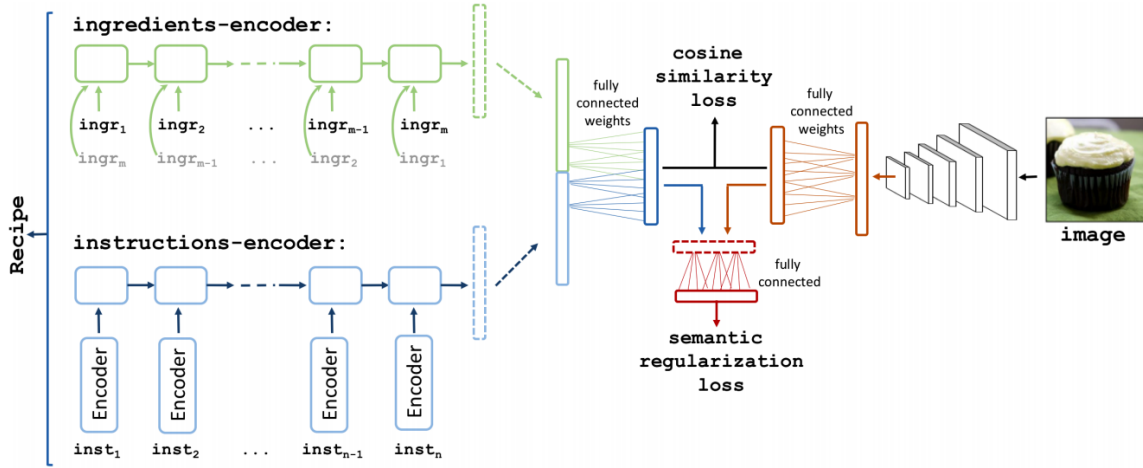 ingredients-encoder:
ingr1 ingr2 ... ingrm-1 ingrm
ingrm ingrm-1 ... ingr2 ingr1
Recipe
instructions-encoder:
Encoder Encoder Encoder Encoder
inst1 inst2 ... instn-1 instn
fully
connected
weights
cosine
similarity
loss
fully
connected
weights
image
fully
connected
semantic
regularization
loss